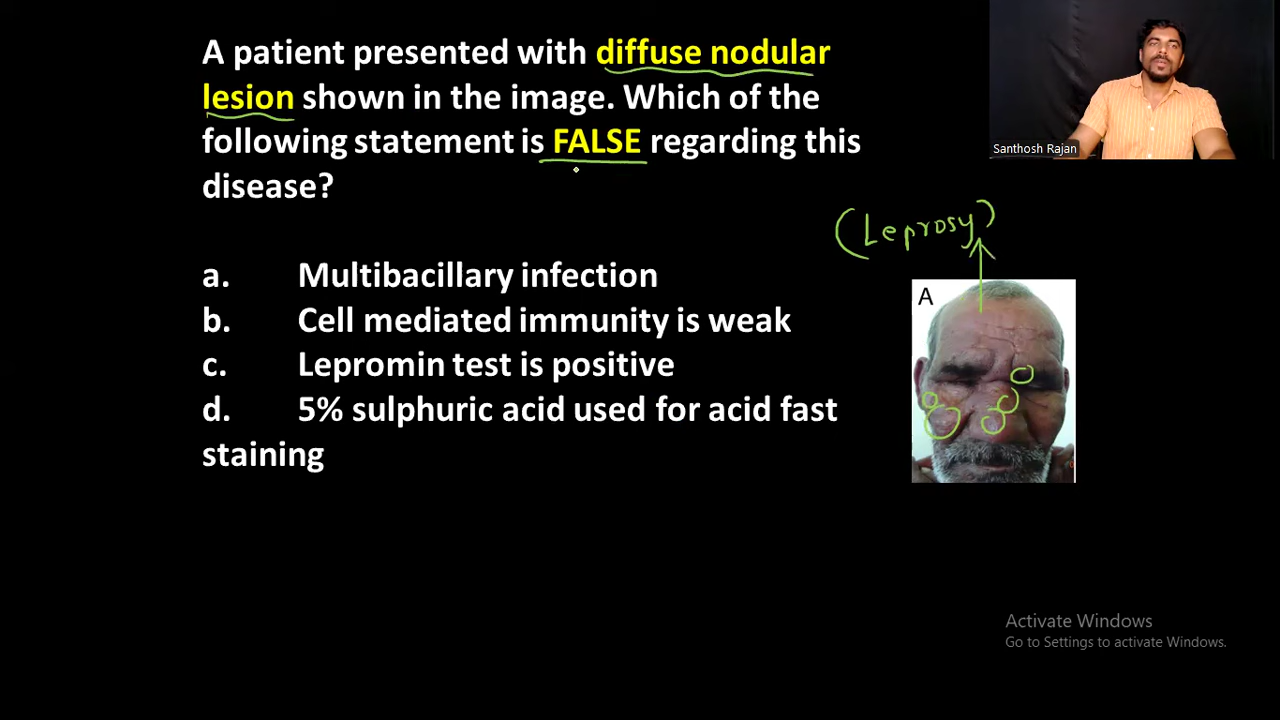 A patient presented with diffuse nodular
lesion shown in the image. Which of the
following statement is FALSE regarding this
disease?
Santhosh Rajan
(Leprosy)
a. Multibacillary infection
b. Cell mediated immunity is weak
c. Lepromin test is positive
d. 5% sulphuric acid used for acid fast
staining
A
Activate Windows
Go to Settings to activate Windows.